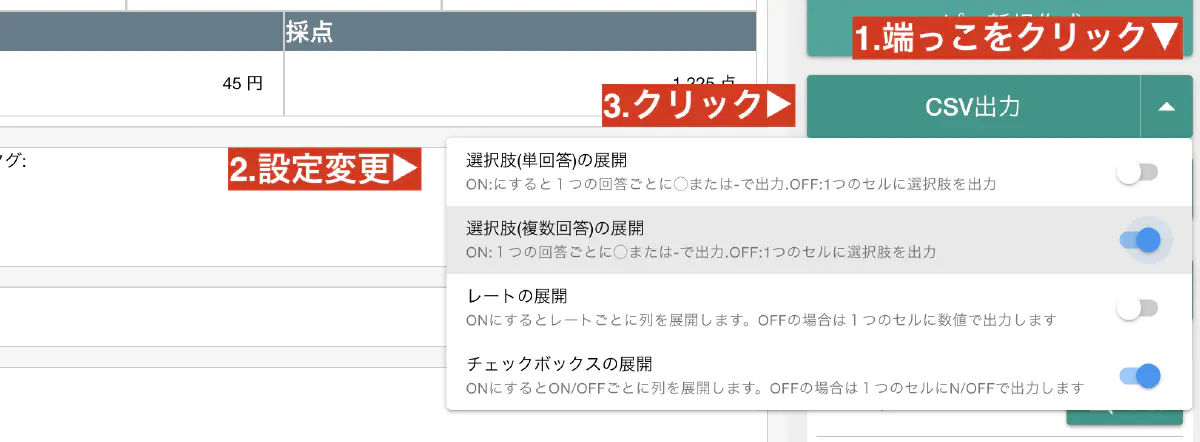 採点
1.端っこをクリック▼
45 円
1,225 点
3.クリック▶
CSV出力
グ:
2.設定変更▶
選択肢(単回答)の展開
ON:にすると１つの回答ごとに◯または-で出力.OFF:1つのセルに選択肢を出力
選択肢(複数回答)の展開
ON:１つの回答ごとに◯または-で出力.OFF:1つのセルに選択肢を出力
レートの展開
ONにするとレートごとに列を展開します。OFFの場合は１つのセルに数値で出力します
チェックボックスの展開
ONにするとON/OFFごとに列を展開します。OFFの場合は１つのセルにN/OFFで出力します